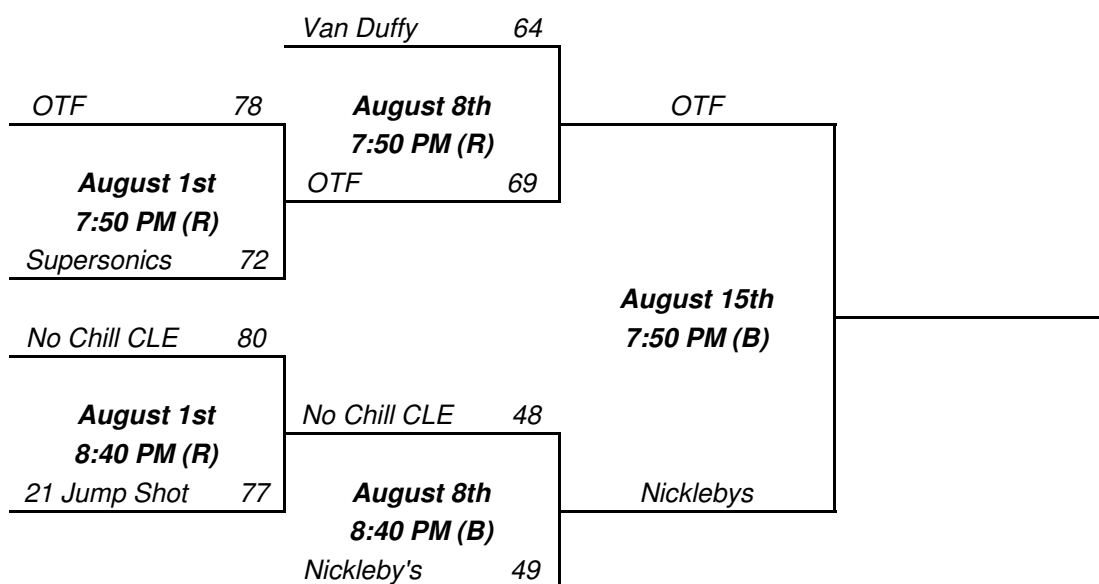 Van Duffy 64
OTF 78
August 8th
7:50 PM (R)
OTF
August 1st
7:50 PM (R)
OTF 69
Supersonics 72
August 15th
7:50 PM (B)
No Chill CLE 80
August 1st
8:40 PM (R)
No Chill CLE 48
21 Jump Shot 77
August 8th
8:40 PM (B)
Nicklebys
Nickleby's 49